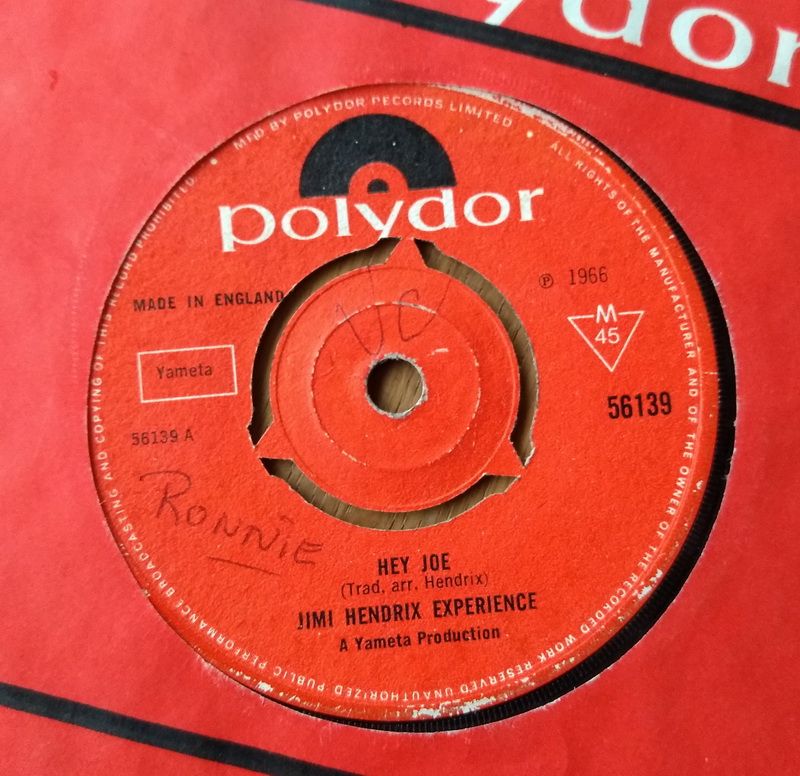 polydor
MFD BY POLYDOR RECORDS LIMITED • ALL RIGHTS OF THE MANUFACTURER AND OF THE OWNER OF THE RECORDED WORK RESERVED UNAUTHORIZED PUBLIC PERFORMANCE BROADCASTING AND COPYING OF THIS RECORD PROHIBITED •
polydor
MADE IN ENGLAND
℗ 1966
M
45
Yameta
56139
56139 A
RONNIE
HEY JOE
(Trad. arr. Hendrix)
JIMI HENDRIX EXPERIENCE
A Yameta Production